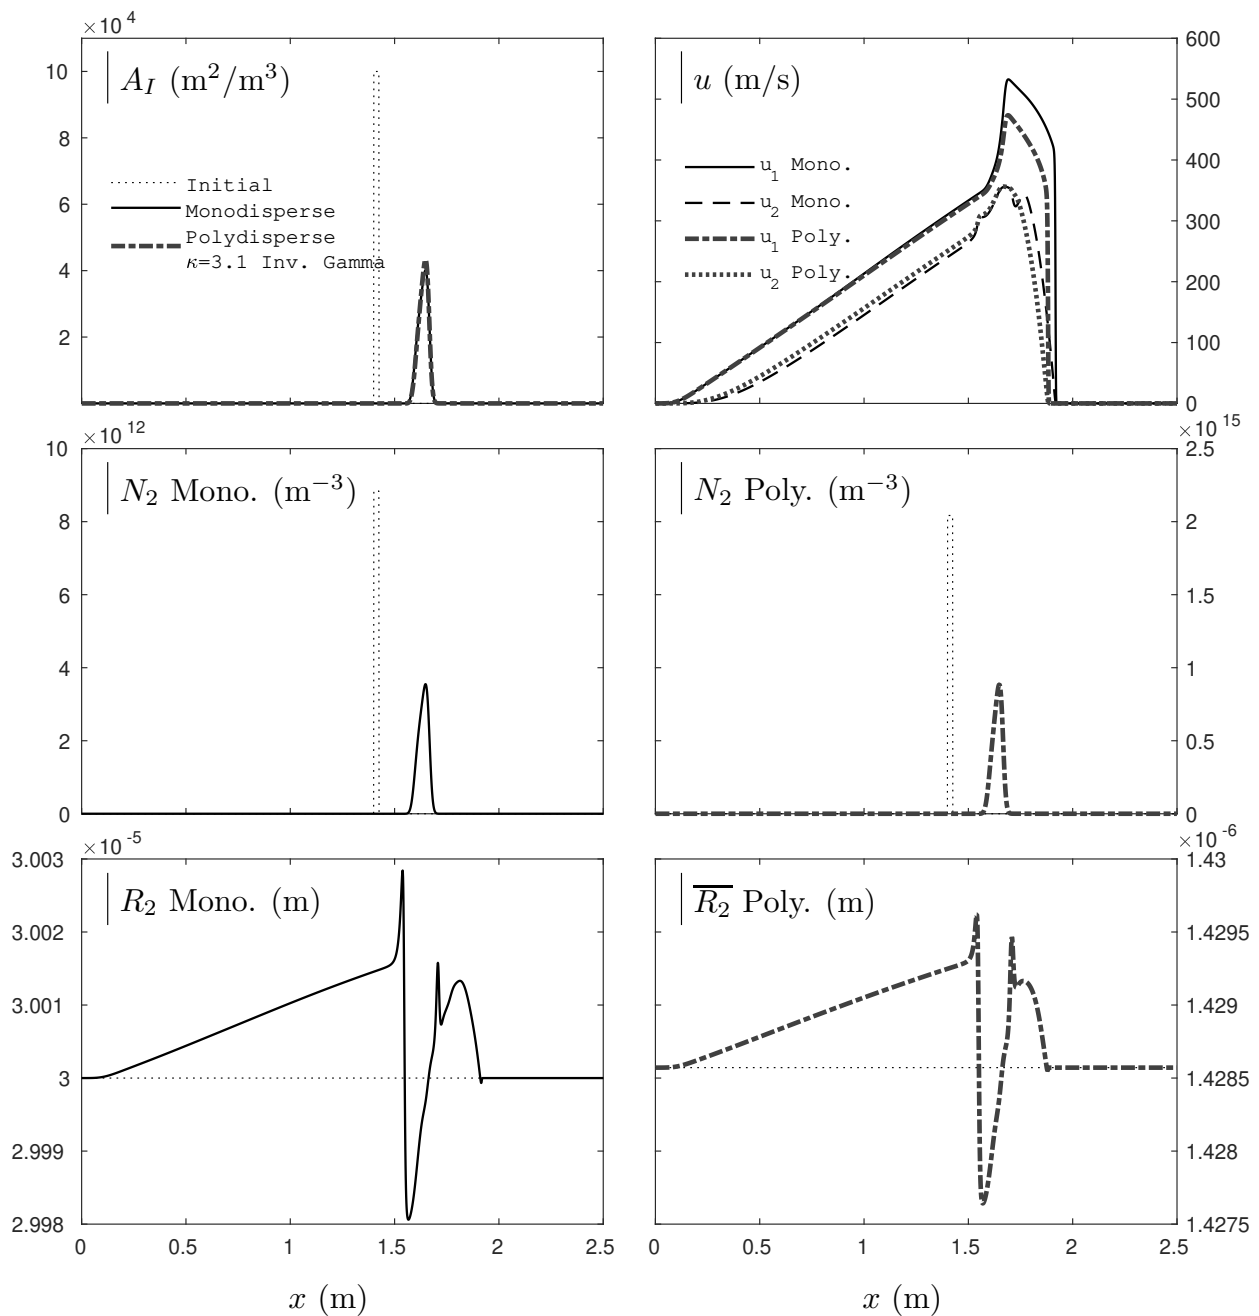 ×10 4
A_I (m^2/m^3)
10
8
6
4
2
Initial
Monodisperse
Polydisperse
κ=3.1 Inv. Gamma
u (m/s)
600
500
400
300
200
100
0
u_1 Mono.
u_2 Mono.
u_1 Poly.
u_2 Poly.
×10 12
N_2 Mono. (m^{-3})
10
8
6
4
2
0
×10 15
N_2 Poly. (m^{-3})
2.5
2
1.5
1
0.5
0
×10 -5
R_2 Mono. (m)
3.003
3.002
3.001
3
2.999
2.998
0 0.5 1 1.5 2 2.5
x (m)
×10 -6
\overline{R_2} Poly. (m)
1.43
1.4295
1.429
1.4285
1.428
1.4275
0 0.5 1 1.5 2 2.5
x (m)